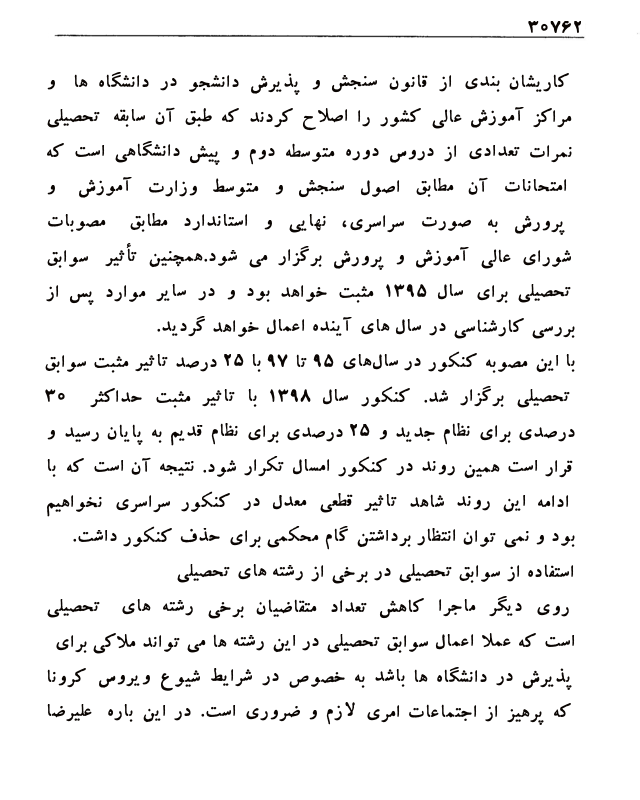 ۳۰۷۶۲
کاریشان بندی از قانون سنجش و پذیرش دانشجو در دانشگاه ها و
مراکز آموزش عالی کشور را اصلاح کردند که طبق آن سابقه تحصیلی
نمرات تعدادی از دروس دوره متوسطه دوم و پیش دانشگاهی است که
امتحانات آن مطابق اصول سنجش و متوسط وزارت آموزش و
پرورش به صورت سراسری، نهایی و استاندارد مطابق مصوبات
شورای عالی آموزش و پرورش برگزار می شود.همچنین تأثیر سوابق
تحصیلی برای سال ۱۳۹۵ مثبت خواهد بود و در سایر موارد پس از
بررسی کارشناسی در سال های آینده اعمال خواهد گردید.
با این مصوبه کنکور در سال‌های ۹۵ تا ۹۷ با ۲۵ درصد تاثیر مثبت سوابق
تحصیلی برگزار شد. کنکور سال ۱۳۹۸ با تاثیر مثبت حداکثر ۳۰
درصدی برای نظام جدید و ۲۵ درصدی برای نظام قدیم به پایان رسید و
قرار است همین روند در کنکور امسال تکرار شود. نتیجه آن است که با
ادامه این روند شاهد تاثیر قطعی معدل در کنکور سراسری نخواهیم
بود و نمی توان انتظار برداشتن گام محکمی برای حذف کنکور داشت.
استفاده از سوابق تحصیلی در برخی از رشته های تحصیلی
روی دیگر ماجرا کاهش تعداد متقاضیان برخی رشته های تحصیلی
است که عملا اعمال سوابق تحصیلی در این رشته ها می تواند ملاکی برای
پذیرش در دانشگاه ها باشد به خصوص در شرایط شیوع ویروس کرونا
که پرهیز از اجتماعات امری لازم و ضروری است. در این باره علیرضا